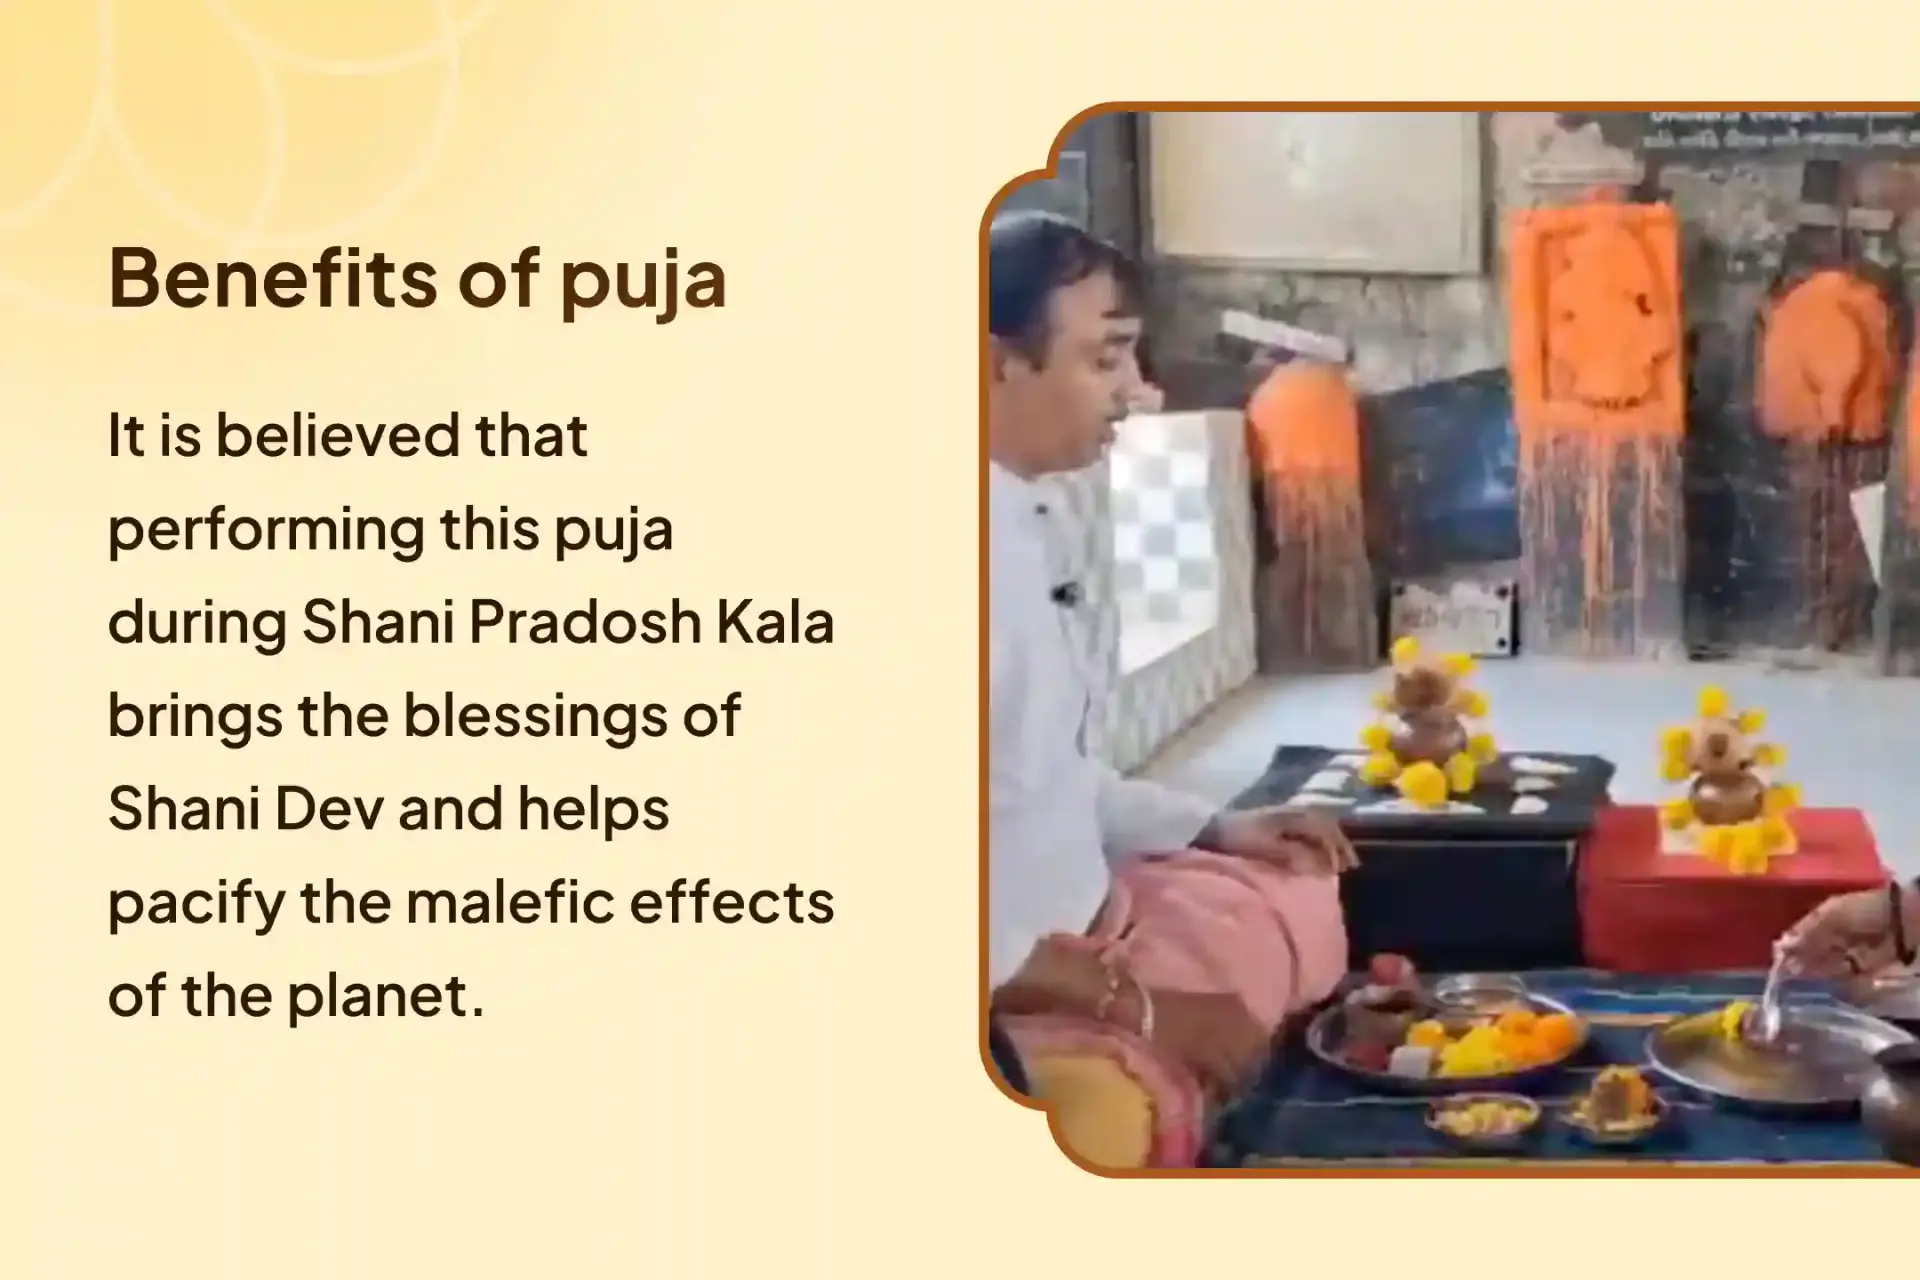 Benefits of puja
It is believed that
performing this puja
during Shani Pradosh Kala
brings the blessings of
Shani Dev and helps
pacify the malefic effects
of the planet.